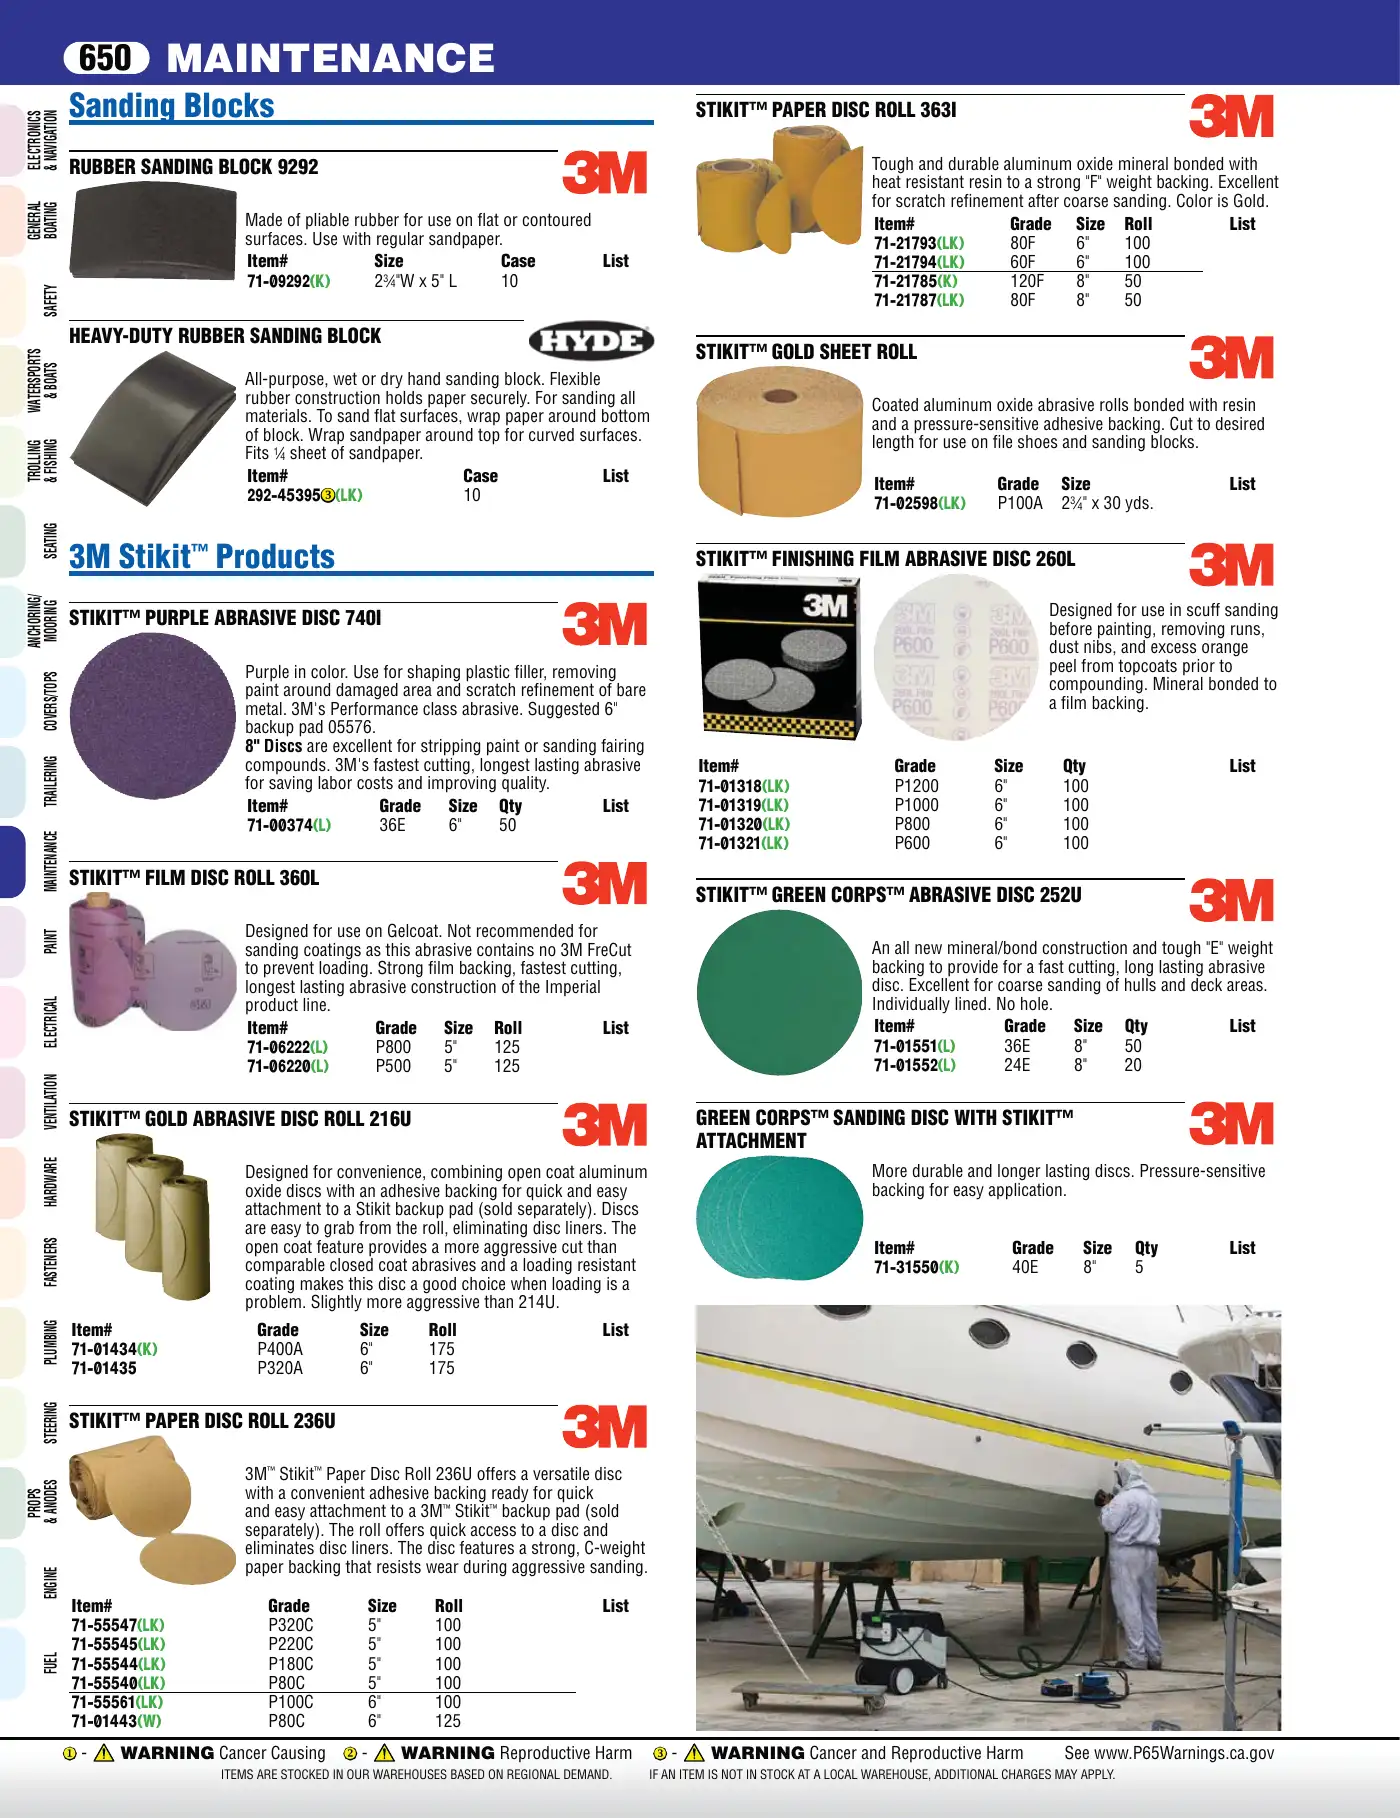 650 MAINTENANCE
ELECTRONICS
& NAVIGATION
GENERAL
BOATING
SAFETY
WATERSPORTS
& BOATS
TROLLING
& FISHING
SEATING
ANCHORING/
MOORING
COVERS/TOPS
TRAILERING
MAINTENANCE
PAINT
ELECTRICAL
VENTILATION
HARDWARE
FASTENERS
PLUMBING
STEERING
PROPS
& ANODES
ENGINE
FUEL
Sanding Blocks
RUBBER SANDING BLOCK 9292
3M
Made of pliable rubber for use on flat or contoured
surfaces. Use with regular sandpaper.
Item# Size Case List
71-09292(K) 2¾"W x 5" L 10
HEAVY-DUTY RUBBER SANDING BLOCK
HYDE
All-purpose, wet or dry hand sanding block. Flexible
rubber construction holds paper securely. For sanding all
materials. To sand flat surfaces, wrap paper around bottom
of block. Wrap sandpaper around top for curved surfaces.
Fits ¼ sheet of sandpaper.
Item# Case List
292-45395 3 (LK) 10
3M Stikit™ Products
STIKIT™ PURPLE ABRASIVE DISC 740I
3M
Purple in color. Use for shaping plastic filler, removing
paint around damaged area and scratch refinement of bare
metal. 3M's Performance class abrasive. Suggested 6"
backup pad 05576.
8" Discs are excellent for stripping paint or sanding fairing
compounds. 3M's fastest cutting, longest lasting abrasive
for saving labor costs and improving quality.
Item# Grade Size Qty List
71-00374(L) 36E 6" 50
STIKIT™ FILM DISC ROLL 360L
3M
Designed for use on Gelcoat. Not recommended for
sanding coatings as this abrasive contains no 3M FreCut
to prevent loading. Strong film backing, fastest cutting,
longest lasting abrasive construction of the Imperial
product line.
Item# Grade Size Roll List
71-06222(L) P800 5" 125
71-06220(L) P500 5" 125
STIKIT™ GOLD ABRASIVE DISC ROLL 216U
3M
Designed for convenience, combining open coat aluminum
oxide discs with an adhesive backing for quick and easy
attachment to a Stikit backup pad (sold separately). Discs
are easy to grab from the roll, eliminating disc liners. The
open coat feature provides a more aggressive cut than
comparable closed coat abrasives and a loading resistant
coating makes this disc a good choice when loading is a
problem. Slightly more aggressive than 214U.
Item# Grade Size Roll List
71-01434(K) P400A 6" 175
71-01435 P320A 6" 175
STIKIT™ PAPER DISC ROLL 236U
3M
3M™ Stikit™ Paper Disc Roll 236U offers a versatile disc
with a convenient adhesive backing ready for quick
and easy attachment to a 3M™ Stikit™ backup pad (sold
separately). The roll offers quick access to a disc and
eliminates disc liners. The disc features a strong, C-weight
paper backing that resists wear during aggressive sanding.
Item# Grade Size Roll List
71-55547(LK) P320C 5" 100
71-55545(LK) P220C 5" 100
71-55544(LK) P180C 5" 100
71-55540(LK) P80C 5" 100
71-55561(LK) P100C 6" 100
71-01443(W) P80C 6" 125
STIKIT™ PAPER DISC ROLL 363I
3M
Tough and durable aluminum oxide mineral bonded with
heat resistant resin to a strong "F" weight backing. Excellent
for scratch refinement after coarse sanding. Color is Gold.
Item# Grade Size Roll List
71-21793(LK) 80F 6" 100
71-21794(LK) 60F 6" 100
71-21785(K) 120F 8" 50
71-21787(LK) 80F 8" 50
STIKIT™ GOLD SHEET ROLL
3M
Coated aluminum oxide abrasive rolls bonded with resin
and a pressure-sensitive adhesive backing. Cut to desired
length for use on file shoes and sanding blocks.
Item# Grade Size List
71-02598(LK) P100A 2¾" x 30 yds.
STIKIT™ FINISHING FILM ABRASIVE DISC 260L
3M
3M
3M 3M
P600 P600
3M 3M
P600 P600
Designed for use in scuff sanding
before painting, removing runs,
dust nibs, and excess orange
peel from topcoats prior to
compounding. Mineral bonded to
a film backing.
Item# Grade Size Qty List
71-01318(LK) P1200 6" 100
71-01319(LK) P1000 6" 100
71-01320(LK) P800 6" 100
71-01321(LK) P600 6" 100
STIKIT™ GREEN CORPS™ ABRASIVE DISC 252U
3M
An all new mineral/bond construction and tough "E" weight
backing to provide for a fast cutting, long lasting abrasive
disc. Excellent for coarse sanding of hulls and deck areas.
Individually lined. No hole.
Item# Grade Size Qty List
71-01551(L) 36E 8" 50
71-01552(L) 24E 8" 20
GREEN CORPS™ SANDING DISC WITH STIKIT™
ATTACHMENT
3M
More durable and longer lasting discs. Pressure-sensitive
backing for easy application.
Item# Grade Size Qty List
71-31550(K) 40E 8" 5
1 - WARNING Cancer Causing 2 - WARNING Reproductive Harm 3 - WARNING Cancer and Reproductive Harm See www.P65Warnings.ca.gov
ITEMS ARE STOCKED IN OUR WAREHOUSES BASED ON REGIONAL DEMAND. IF AN ITEM IS NOT IN STOCK AT A LOCAL WAREHOUSE, ADDITIONAL CHARGES MAY APPLY.